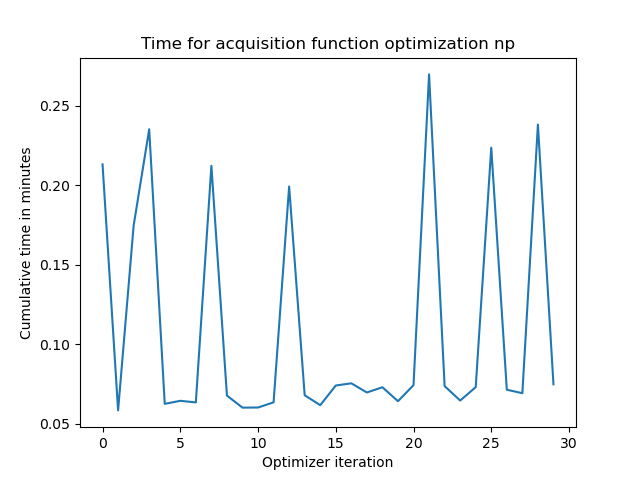 Time for acquisition function optimization np
0.25
0.20
0.15
0.10
0.05
Cumulative time in minutes
0 5 10 15 20 25 30
Optimizer iteration